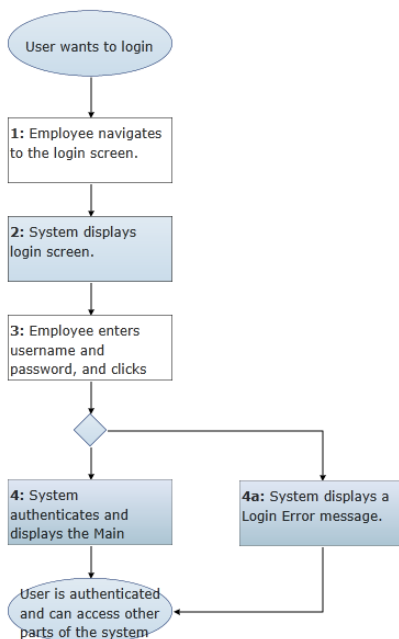 User wants to login
1: Employee navigates
to the login screen.
2: System displays
login screen.
3: Employee enters
username and
password, and clicks
4: System
authenticates and
displays the Main
4a: System displays a
Login Error message.
User is authenticated
and can access other
parts of the system